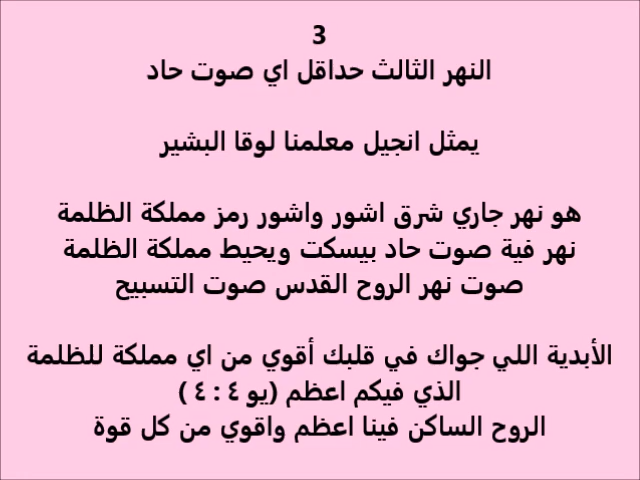 3
النهر الثالث حداقل اي صوت حاد
يمثل انجيل معلمنا لوقا البشير
هو نهر جاري شرق اشور واشور رمز مملكة الظلمة
نهر فية صوت حاد بيسكت ويحيط مملكة الظلمة
صوت نهر الروح القدس صوت التسبيح
الأبدية اللي جواك في قلبك أقوي من اي مملكة للظلمة
الذي فيكم اعظم (يو ٤ : ٤ )
الروح الساكن فينا اعظم واقوي من كل قوة